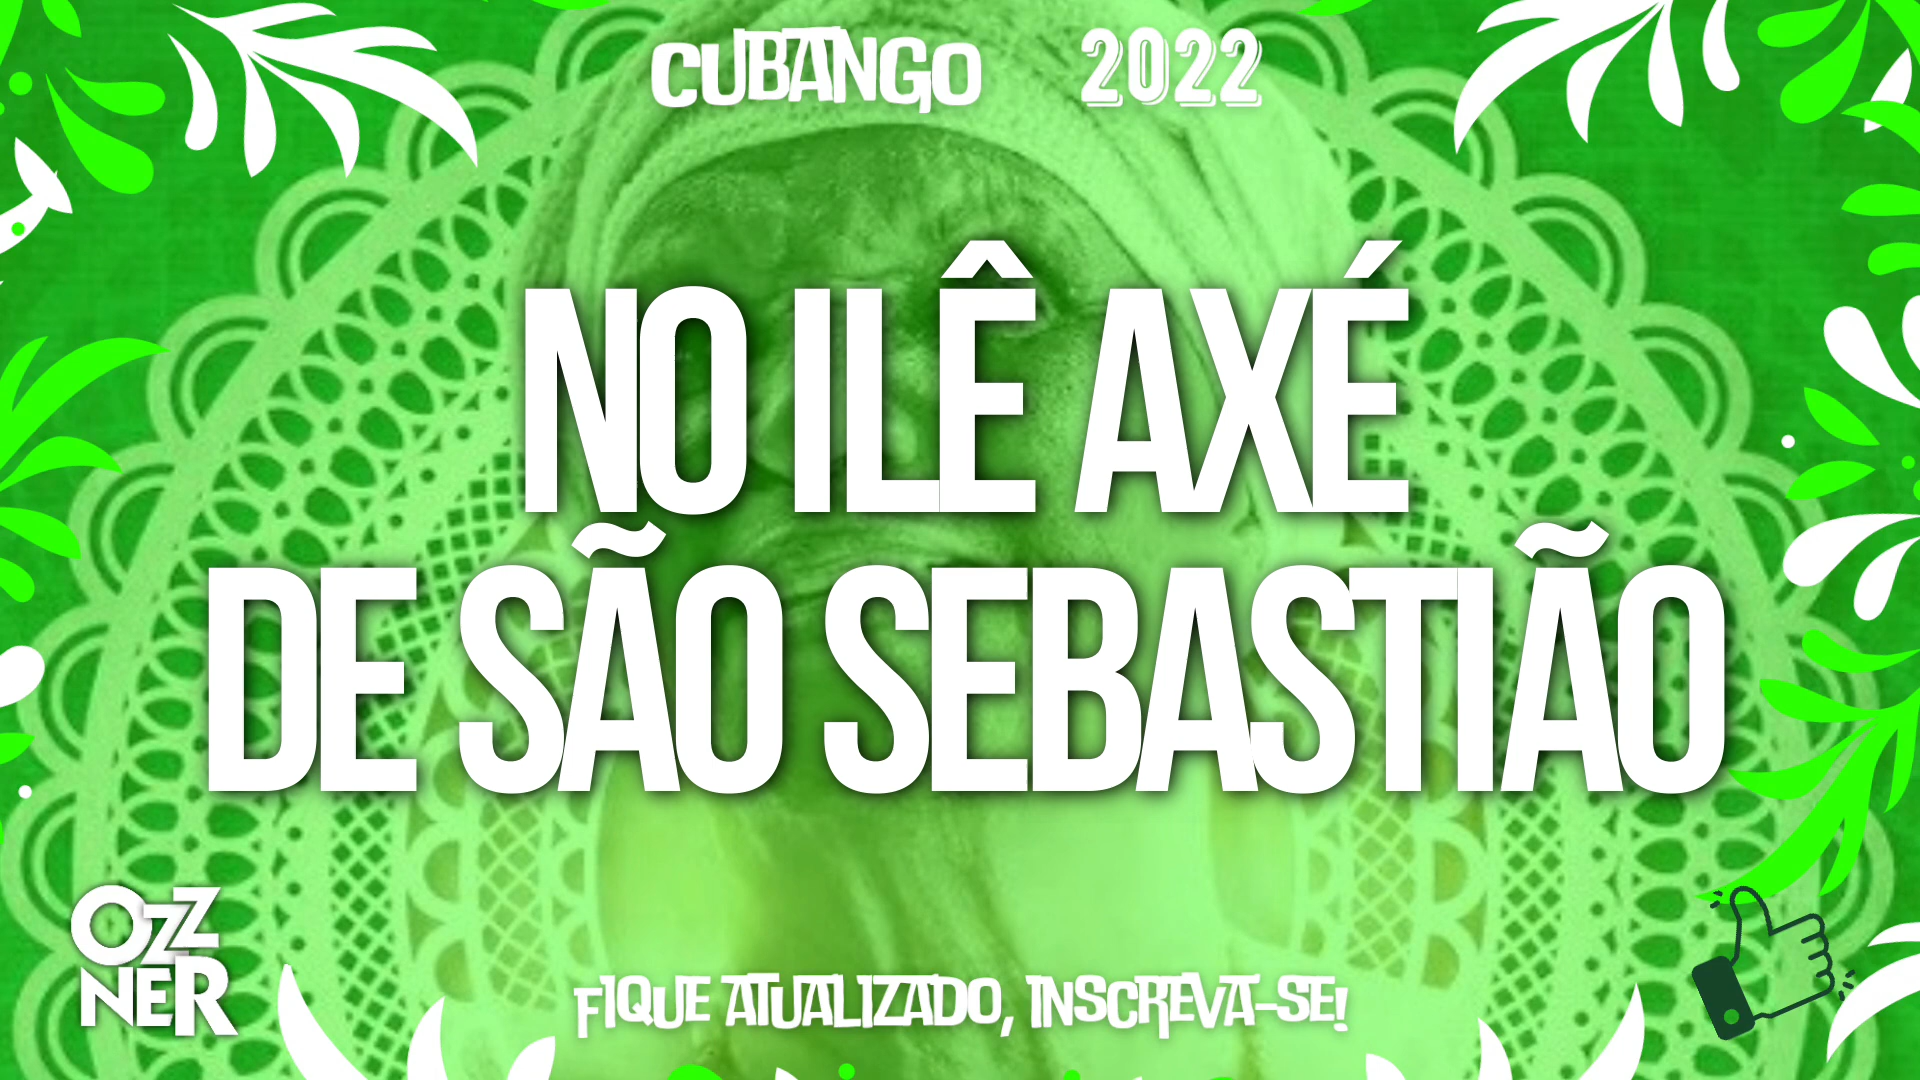 CUBANGO 2022
NO ILÊ AXÉ
DE SÃO SEBASTIÃO
OZZ
NER
FIQUE ATUALIZADO, INSCREVA-SE!